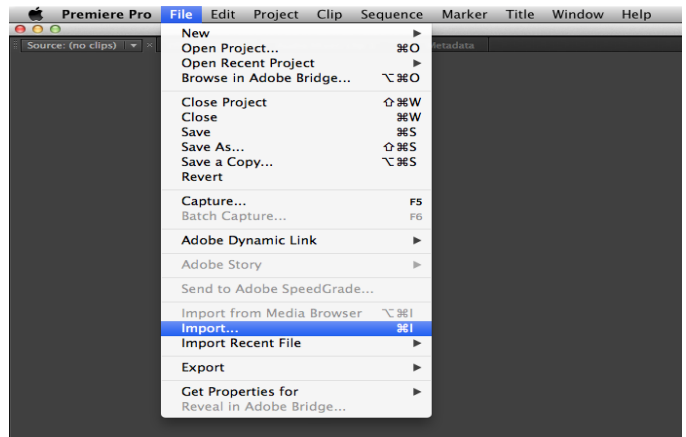 Premiere Pro File Edit Project Clip Sequence Marker Title Window Help
Source: (no clips)
Metadata
New
Open Project... ⌘O
Open Recent Project
Browse in Adobe Bridge... ⌥⌘O
Close Project ⇧⌘W
Close ⌘W
Save ⌘S
Save As... ⇧⌘S
Save a Copy... ⌥⌘S
Revert
Capture... F5
Batch Capture... F6
Adobe Dynamic Link
Adobe Story
Send to Adobe SpeedGrade...
Import from Media Browser ⌥⌘I
Import... ⌘I
Import Recent File
Export
Get Properties for
Reveal in Adobe Bridge...